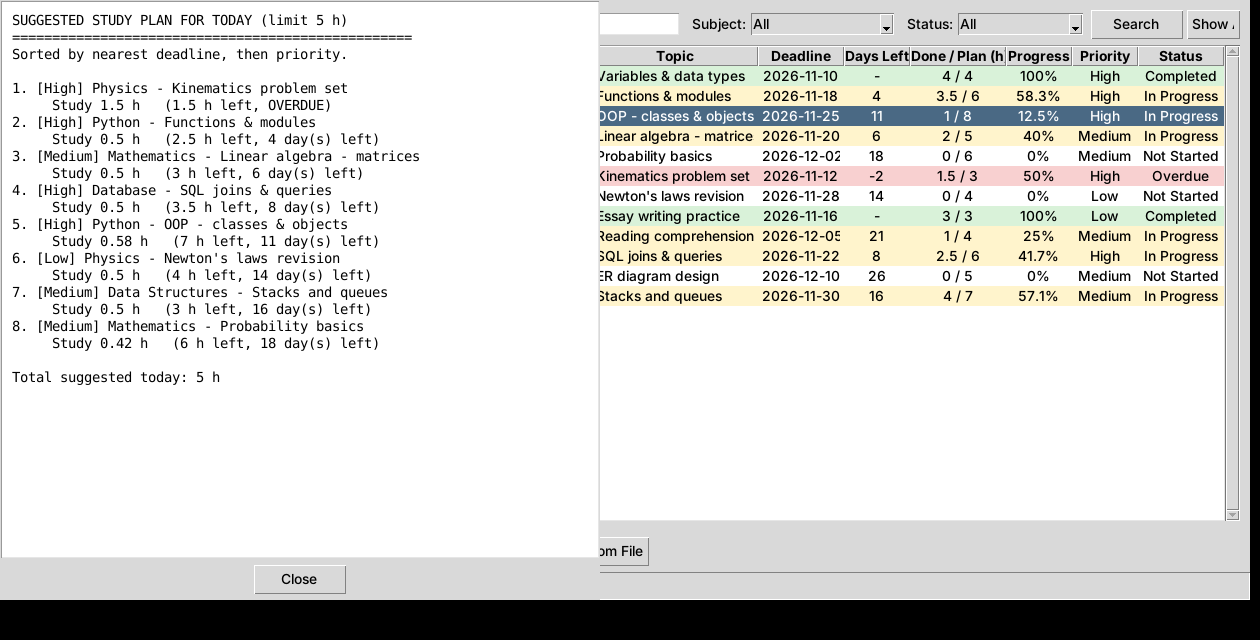 SUGGESTED STUDY PLAN FOR TODAY (limit 5 h)
==================================================
Sorted by nearest deadline, then priority.
1. [High] Physics - Kinematics problem set
Study 1.5 h (1.5 h left, OVERDUE)
2. [High] Python - Functions & modules
Study 0.5 h (2.5 h left, 4 day(s) left)
3. [Medium] Mathematics - Linear algebra - matrices
Study 0.5 h (3 h left, 6 day(s) left)
4. [High] Database - SQL joins & queries
Study 0.5 h (3.5 h left, 8 day(s) left)
5. [High] Python - OOP - classes & objects
Study 0.58 h (7 h left, 11 day(s) left)
6. [Low] Physics - Newton's laws revision
Study 0.5 h (4 h left, 14 day(s) left)
7. [Medium] Data Structures - Stacks and queues
Study 0.5 h (3 h left, 16 day(s) left)
8. [Medium] Mathematics - Probability basics
Study 0.42 h (6 h left, 18 day(s) left)
Total suggested today: 5 h
Close
Subject: All Status: All Search Show
Topic Deadline Days Left Done / Plan (h Progress Priority Status
Variables & data types 2026-11-10 - 4 / 4 100% High Completed
Functions & modules 2026-11-18 4 3.5 / 6 58.3% High In Progress
OOP - classes & objects 2026-11-25 11 1 / 8 12.5% High In Progress
Linear algebra - matrice 2026-11-20 6 2 / 5 40% Medium In Progress
Probability basics 2026-12-02 18 0 / 6 0% Medium Not Started
Kinematics problem set 2026-11-12 -2 1.5 / 3 50% High Overdue
Newton's laws revision 2026-11-28 14 0 / 4 0% Low Not Started
Essay writing practice 2026-11-16 - 3 / 3 100% Low Completed
Reading comprehension 2026-12-05 21 1 / 4 25% Medium In Progress
SQL joins & queries 2026-11-22 8 2.5 / 6 41.7% High In Progress
ER diagram design 2026-12-10 26 0 / 5 0% Medium Not Started
Stacks and queues 2026-11-30 16 4 / 7 57.1% Medium In Progress
om File